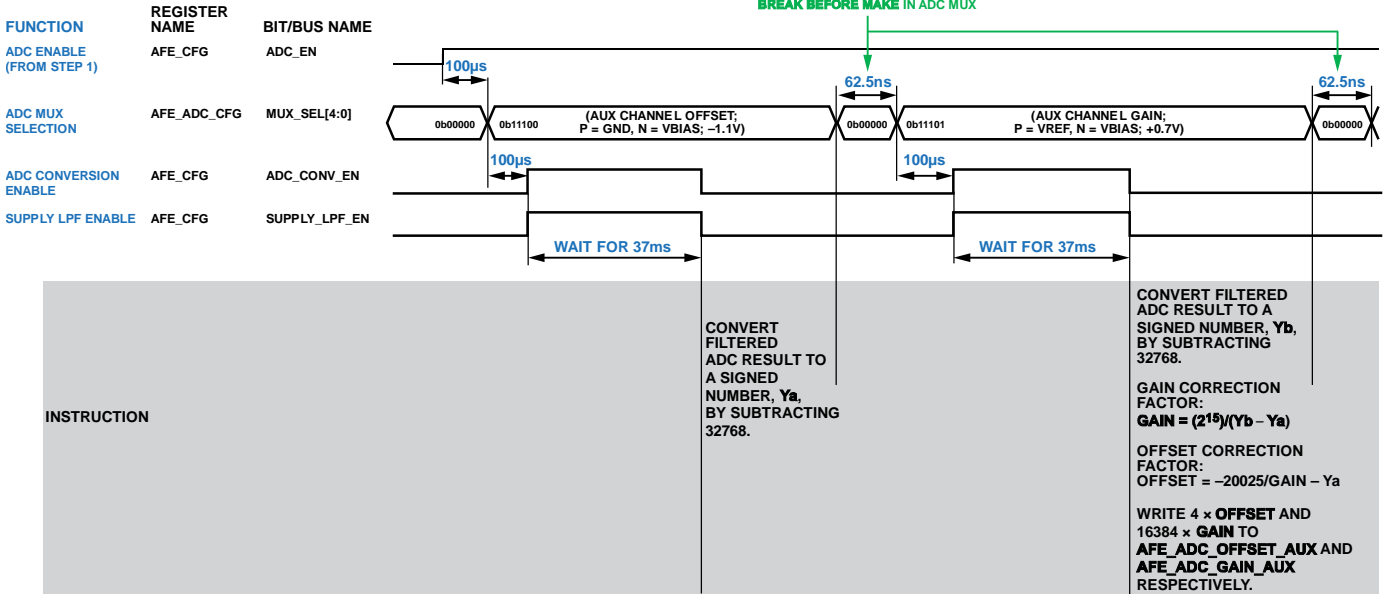 BREAK BEFORE MAKE IN ADC MUX
FUNCTION
REGISTER
NAME
BIT/BUS NAME
ADC ENABLE
(FROM STEP 1)
AFE_CFG
ADC_EN
100µs
62.5ns
62.5ns
ADC MUX
SELECTION
AFE_ADC_CFG
MUX_SEL[4:0]
0b00000
0b11100
(AUX CHANNEL OFFSET;
P = GND, N = VBIAS; –1.1V)
0b00000
0b11101
(AUX CHANNEL GAIN;
P = VREF, N = VBIAS; +0.7V)
0b00000
100µs
100µs
ADC CONVERSION
ENABLE
AFE_CFG
ADC_CONV_EN
SUPPLY LPF ENABLE
AFE_CFG
SUPPLY_LPF_EN
WAIT FOR 37ms
WAIT FOR 37ms
INSTRUCTION
CONVERT
FILTERED
ADC RESULT TO
A SIGNED
NUMBER, Ya,
BY SUBTRACTING
32768.
CONVERT FILTERED
ADC RESULT TO A
SIGNED NUMBER, Yb,
BY SUBTRACTING
32768.
GAIN CORRECTION
FACTOR:
GAIN = (2¹⁵)/(Yb – Ya)
OFFSET CORRECTION
FACTOR:
OFFSET = –20025/GAIN – Ya
WRITE 4 × OFFSET AND
16384 × GAIN TO
AFE_ADC_OFFSET_AUX AND
AFE_ADC_GAIN_AUX
RESPECTIVELY.